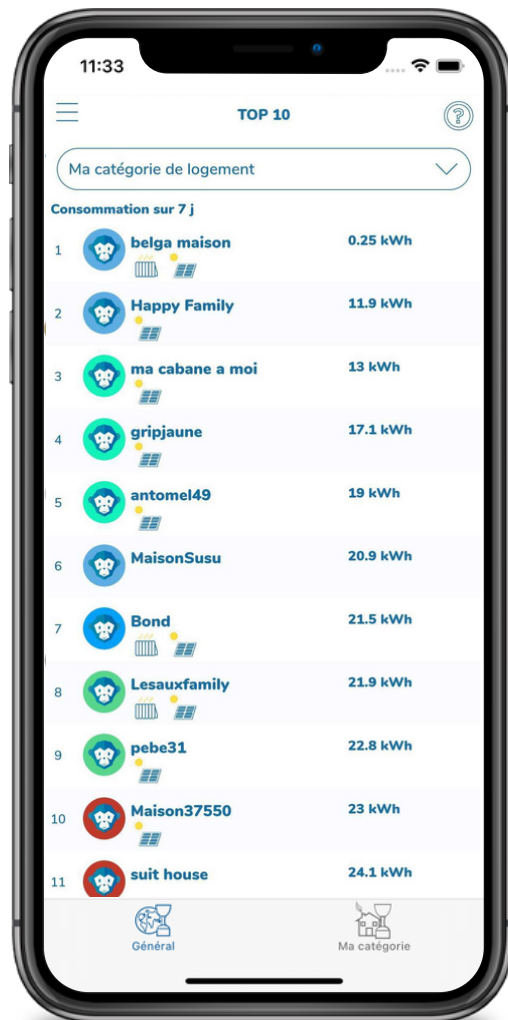 11:33
TOP 10
?
Ma catégorie de logement
Consommation sur 7 j
1 belga maison 0.25 kWh
2 Happy Family 11.9 kWh
3 ma cabane a moi 13 kWh
4 gripjaune 17.1 kWh
5 antomel49 19 kWh
6 MaisonSusu 20.9 kWh
7 Bond 21.5 kWh
8 Lesauxfamily 21.9 kWh
9 pebe31 22.8 kWh
10 Maison37550 23 kWh
11 suit house 24.1 kWh
Général Ma catégorie